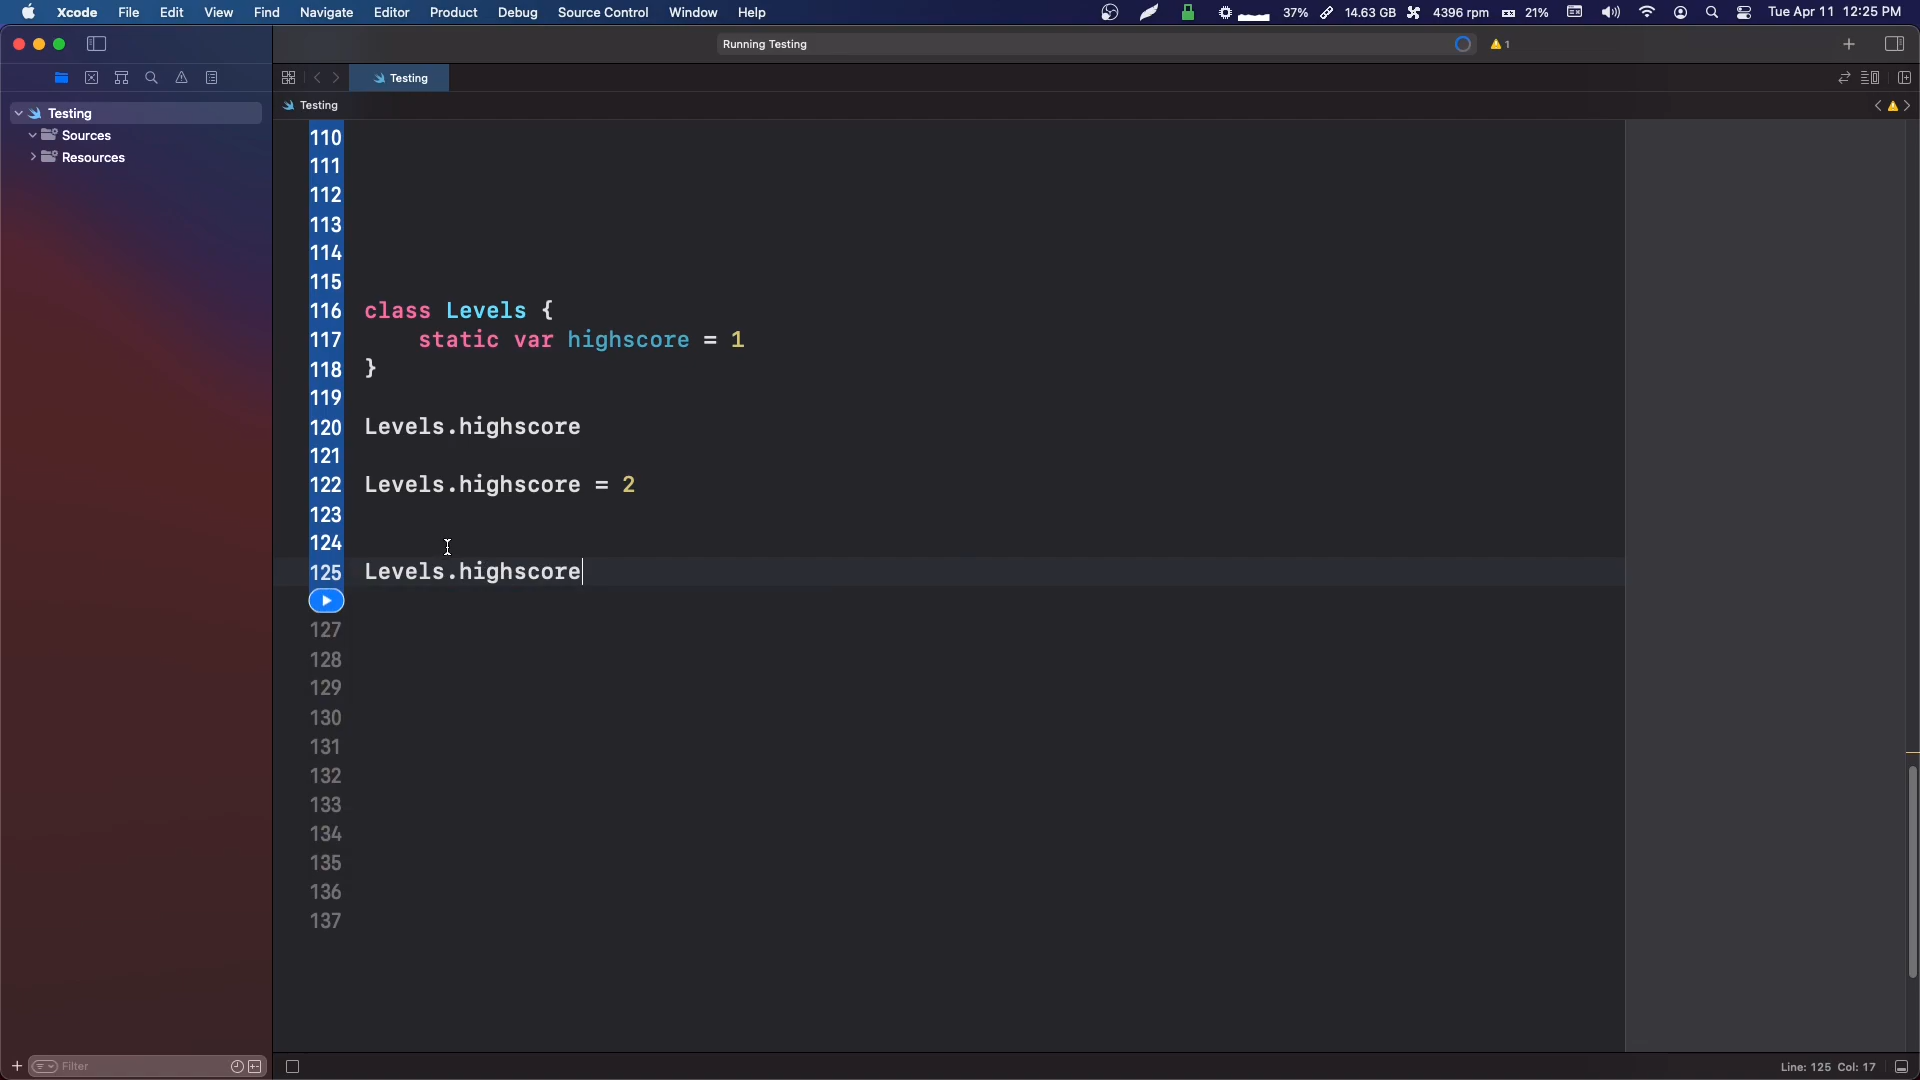 Xcode File Edit View Find Navigate Editor Product Debug Source Control Window Help 37% 14.63 GB 4396 rpm 21% Tue Apr 11 12:25 PM
Running Testing 1
Testing
Testing
Testing
Sources
Resources
110
111
112
113
114
115
116 class Levels {
117 static var highscore = 1
118 }
119
120 Levels.highscore
121
122 Levels.highscore = 2
123
124
125 Levels.highscore
127
128
129
130
131
132
133
134
135
136
137
Filter
Line: 125 Col: 17